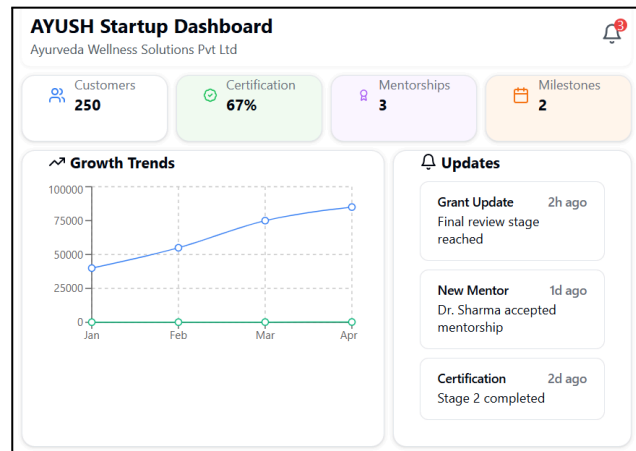 AYUSH Startup Dashboard
3
Ayurveda Wellness Solutions Pvt Ltd
Customers
250
Certification
67%
Mentorships
3
Milestones
2
Growth Trends
100000
75000
50000
25000
0
Jan Feb Mar Apr
Updates
Grant Update 2h ago
Final review stage
reached
New Mentor 1d ago
Dr. Sharma accepted
mentorship
Certification 2d ago
Stage 2 completed